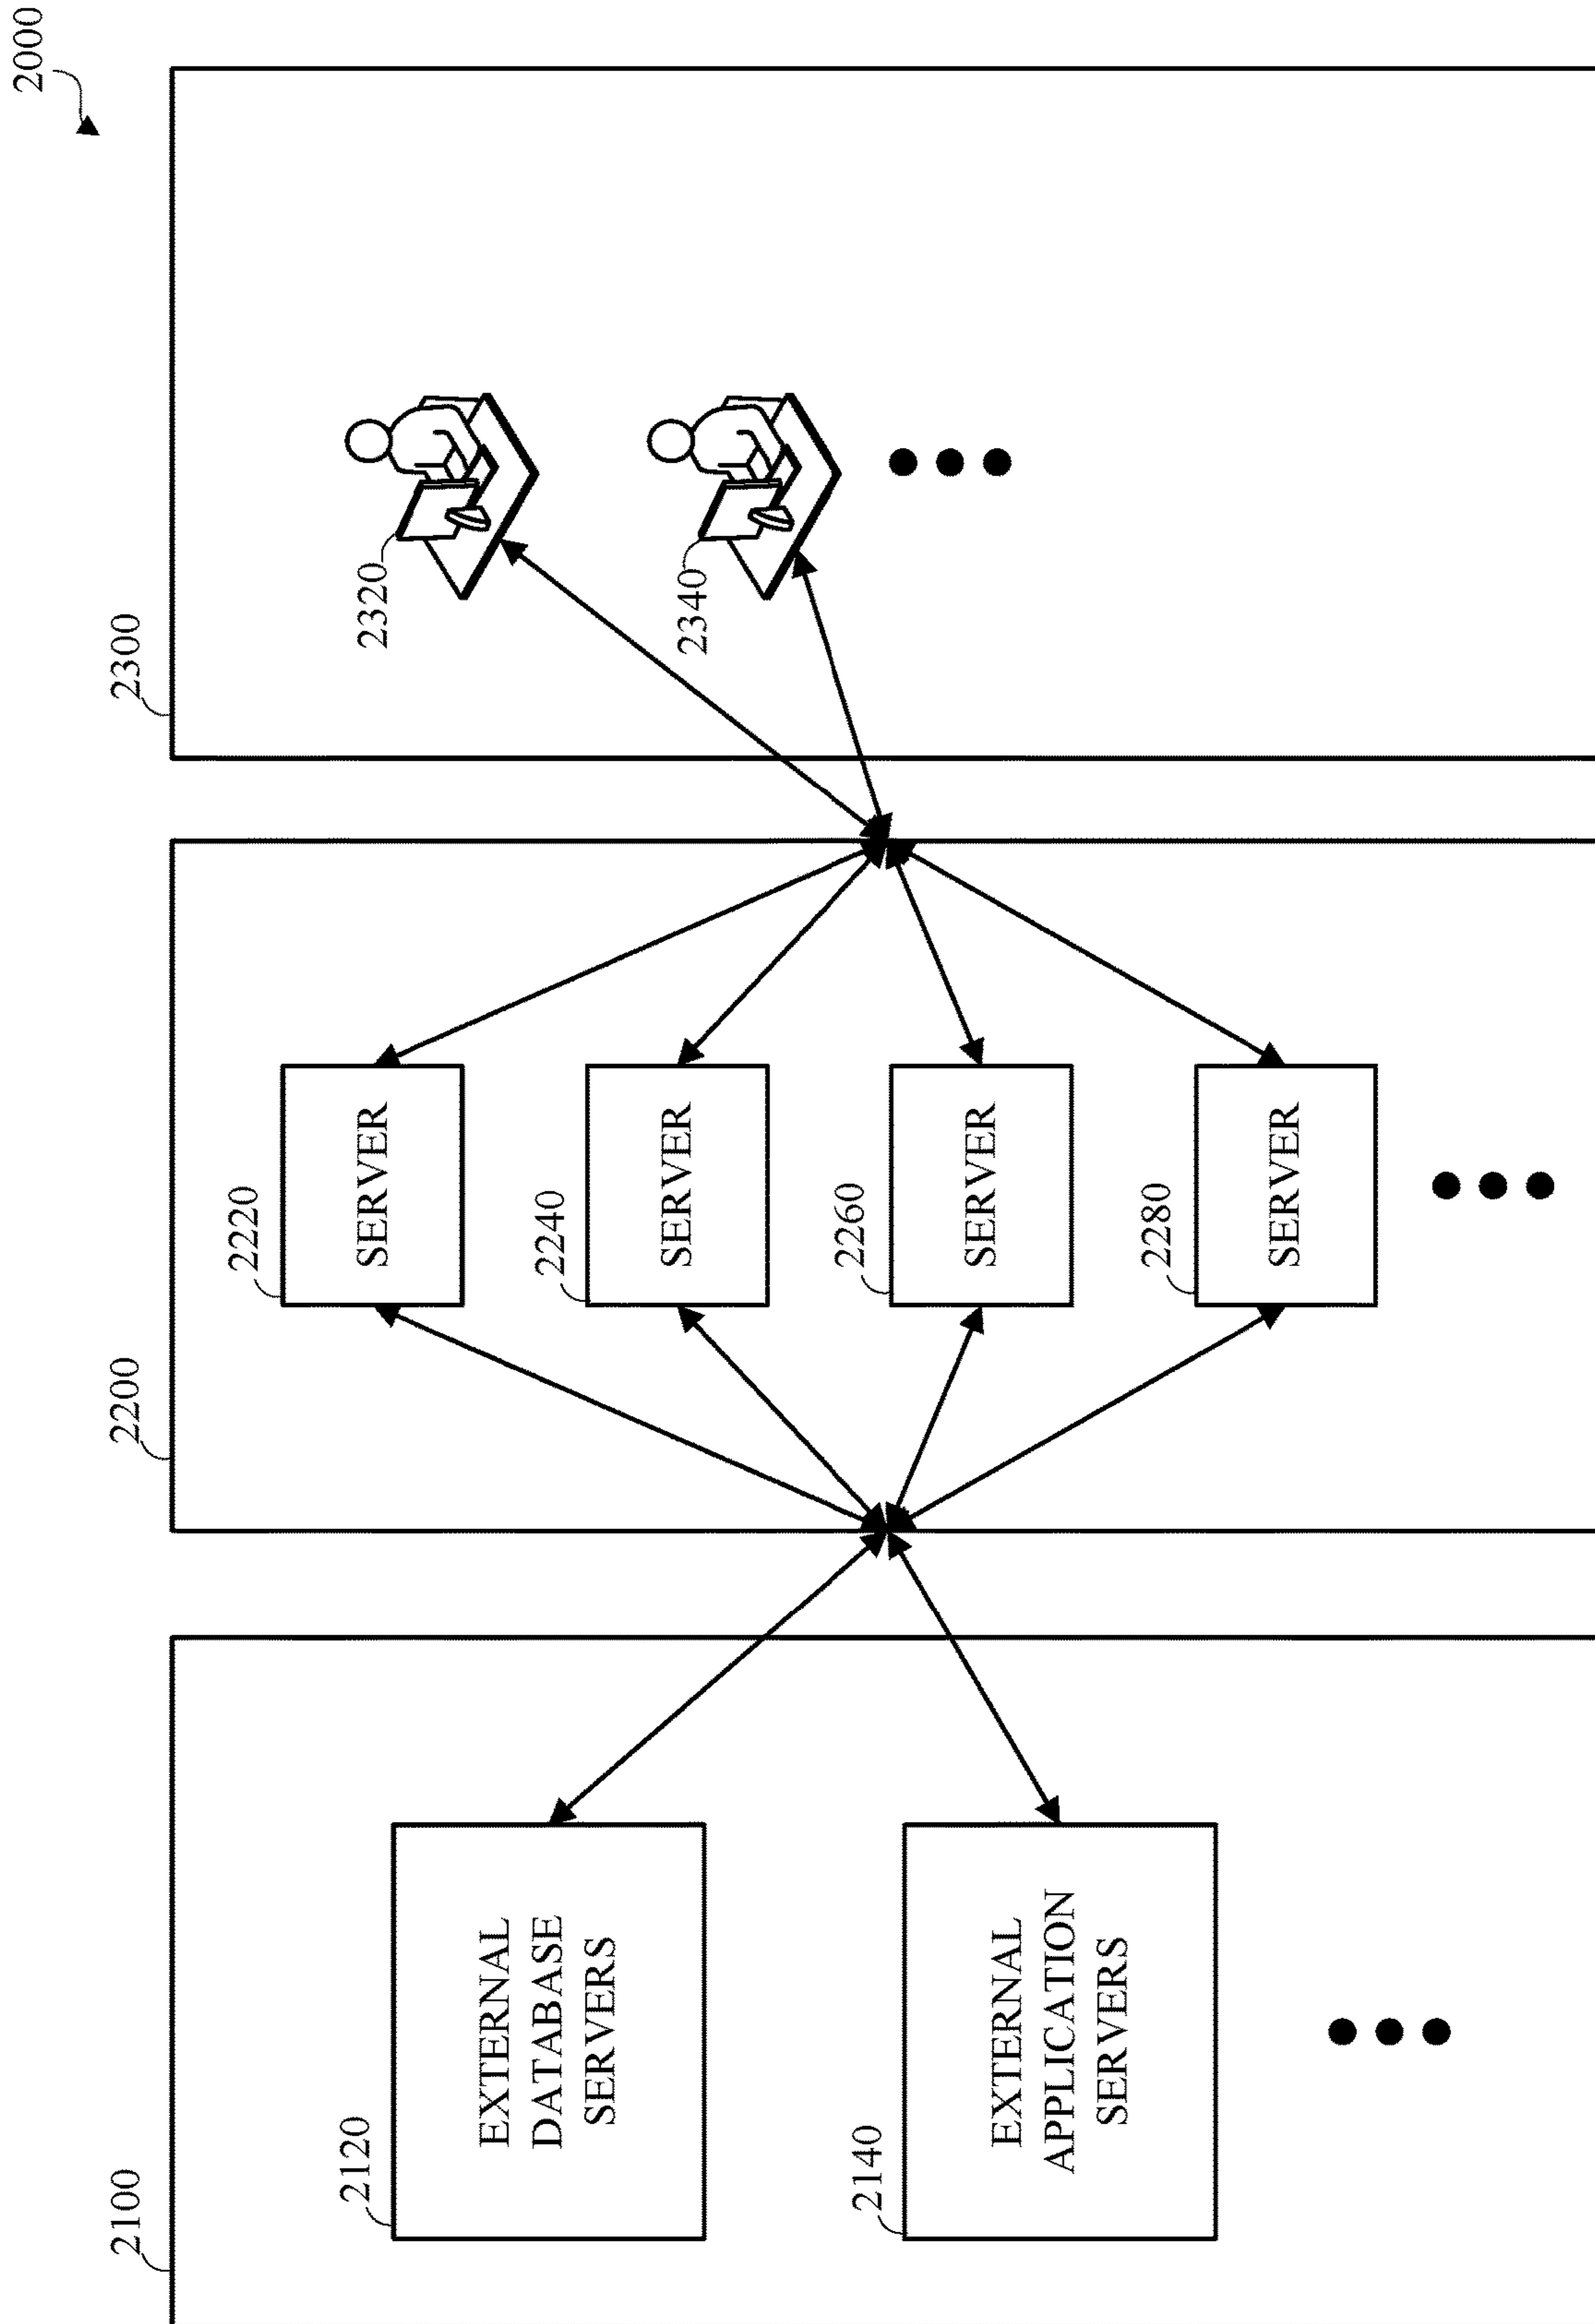 2000
2100
2200
2300
2120
EXTERNAL
DATABASE
SERVERS
2140
EXTERNAL
APPLICATION
SERVERS
2220
SERVER
2240
SERVER
2260
SERVER
2280
SERVER
2320
2340